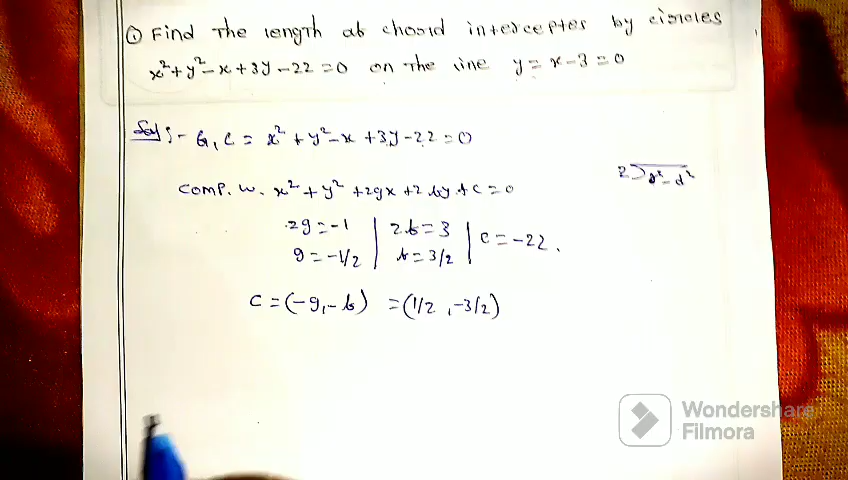 ① Find The length ab chord intercepted by circles
x²+y²-x+3y-22=0 on the line y=x-3=0
Sol :- G, C = x²+y²-x+3y-22=0
2√r²-d²
comp. w. x²+y²+2gx+2fy+c=0
2g=-1 | 2f=3 | c=-22.
g=-1/2 | f=3/2
C=(-g,-f) =(1/2,-3/2)
Wondershare
Filmora